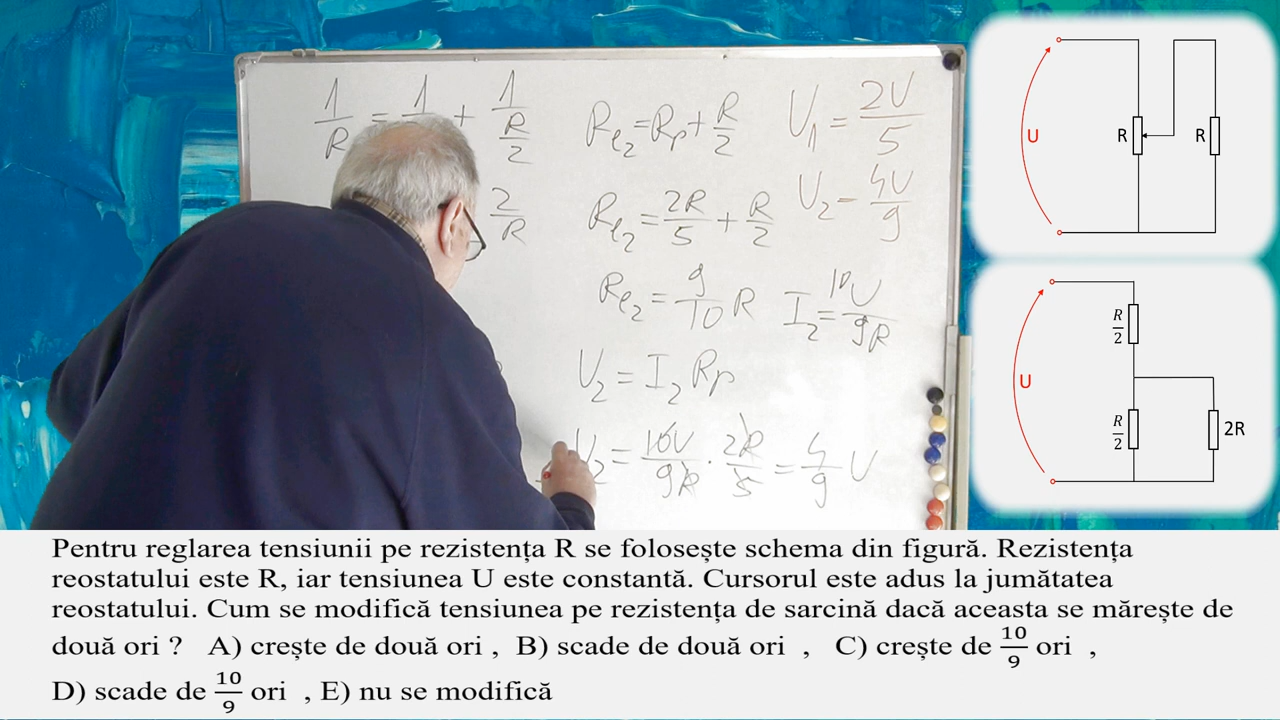 1/R = 1/ + 1/(R/2)
2/R
R_e2 = R_p + R/2
R_e2 = 2R/5 + R/2
R_e2 = 9/10 R
U_2 = I_2 R_p
U_2 = 10U/9R · 2R/5 = 4/9 U
U_1 = 2U/5
U_2 = 4U/9
I_2 = 10U/9R
U
R
R
U
R/2
R/2
2R
Pentru reglarea tensiunii pe rezistența R se folosește schema din figură. Rezistența
reostatului este R, iar tensiunea U este constantă. Cursorul este adus la jumătatea
reostatului. Cum se modifică tensiunea pe rezistența de sarcină dacă aceasta se mărește de
două ori ? A) crește de două ori , B) scade de două ori , C) crește de 10/9 ori ,
D) scade de 10/9 ori , E) nu se modifică